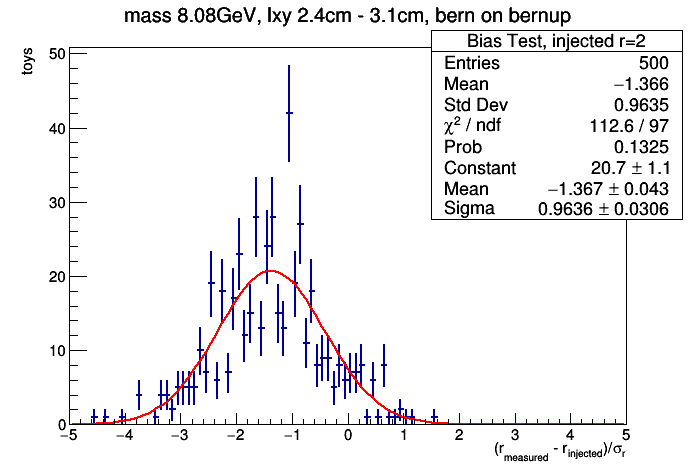 mass 8.08GeV, lxy 2.4cm - 3.1cm, bern on bernup
Bias Test, injected r=2
Entries 500
Mean −1.366
Std Dev 0.9635
χ² / ndf 112.6 / 97
Prob 0.1325
Constant 20.7 ± 1.1
Mean −1.367 ± 0.043
Sigma 0.9636 ± 0.0306
toys
50
40
30
20
10
0
−5 −4 −3 −2 −1 0 1 2 3 4 5
(r_measured - r_injected)/σ_r